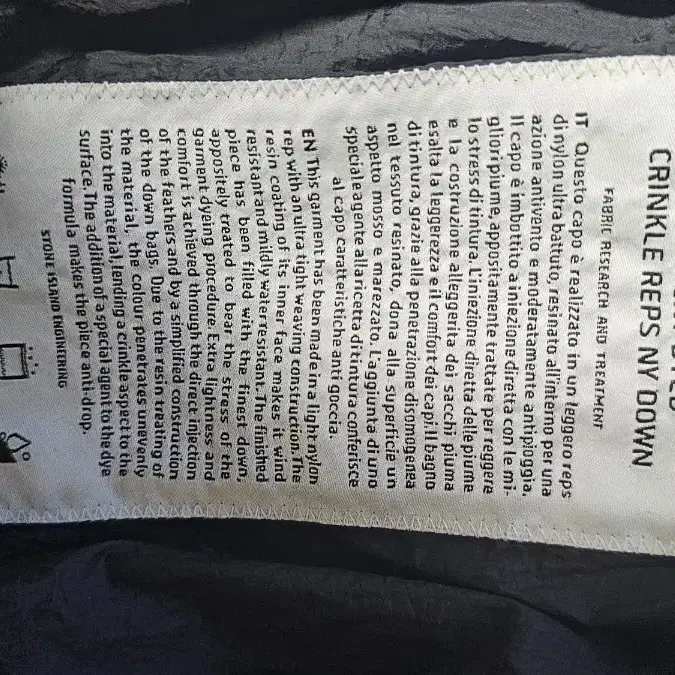 CRINKLE REPS NY DOWN
FABRIC RESEARCH AND TREATMENT
IT Questo capo è realizzato in un leggero reps
di nylon ultra battuto, resinato all'interno per una
azione antivento e moderatamente antipioggia.
Il capo è imbottito a iniezione diretta con le mi-
gliori piume, appositamente trattate per reggere
lo stress di tintura. L'iniezione diretta delle piume
e la costruzione alleggerita dei sacchi piuma
esalta la leggerezza e il comfort dei capi. Il bagno
di tintura, grazie alla penetrazione disomogenea
nel tessuto resinato, dona alla superficie un
aspetto mosso e marezzato. L'aggiunta di uno
speciale agente alla ricetta di tintura conferisce
al capo caratteristiche anti goccia.
EN This garment has been made in a light nylon
rep with an ultra tight weaving construction. The
resin coating of its inner face makes it wind
resistant and mildly water resistant. The finished
piece has been filled with the finest down,
appositely treated to bear the stress of the
garment dyeing procedure. Extra lightness and
comfort is achieved through the direct injection
of the feathers and by a simplified construction
of the down bags. Due to the resin treating of
the material, the colour penetrates unevenly
into the material, lending a crinkle aspect to the
surface. The addition of a special agent to the dye
formula makes the piece anti-drop.
STONE ISLAND ENGINEERING